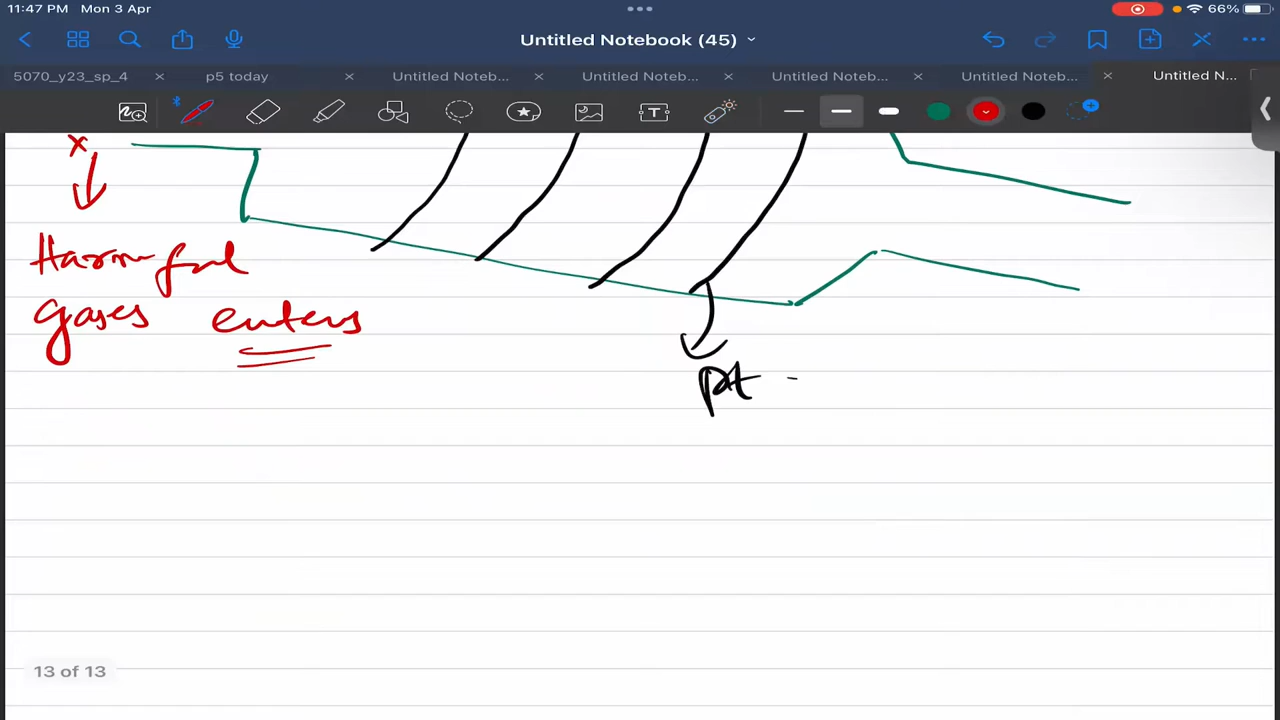 11:47 PM Mon 3 Apr
66%
Untitled Notebook (45)
5070_y23_sp_4
p5 today
Untitled Noteb...
Untitled Noteb...
Untitled Noteb...
Untitled Noteb...
Untitled N...
x
Harmful
gases enters
pt -
13 of 13